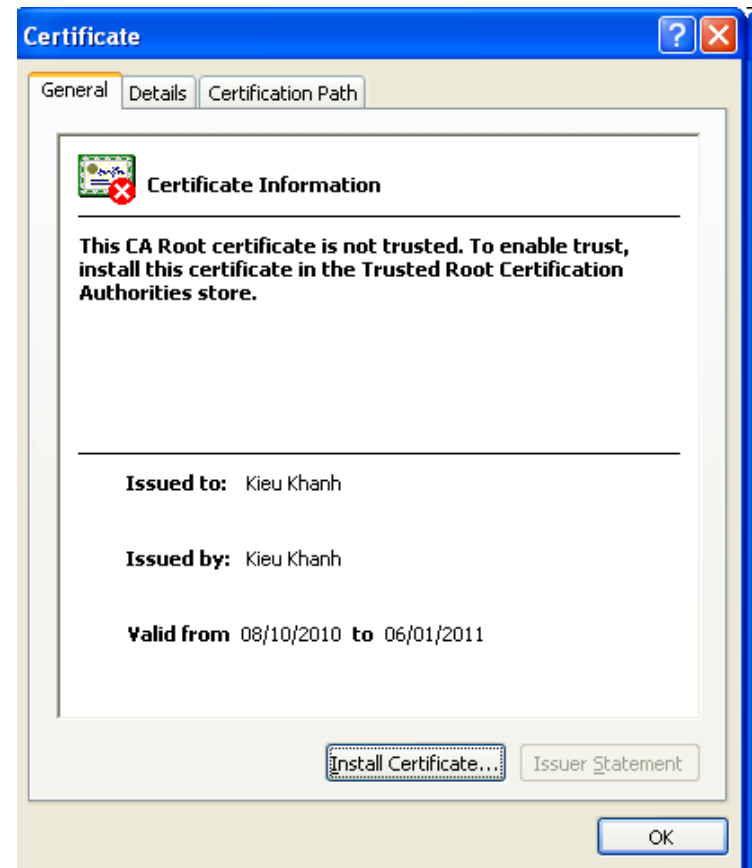 Certificate
General Details Certification Path
Certificate Information
This CA Root certificate is not trusted. To enable trust,
install this certificate in the Trusted Root Certification
Authorities store.
Issued to: Kieu Khanh
Issued by: Kieu Khanh
Valid from 08/10/2010 to 06/01/2011
Install Certificate... Issuer Statement
OK